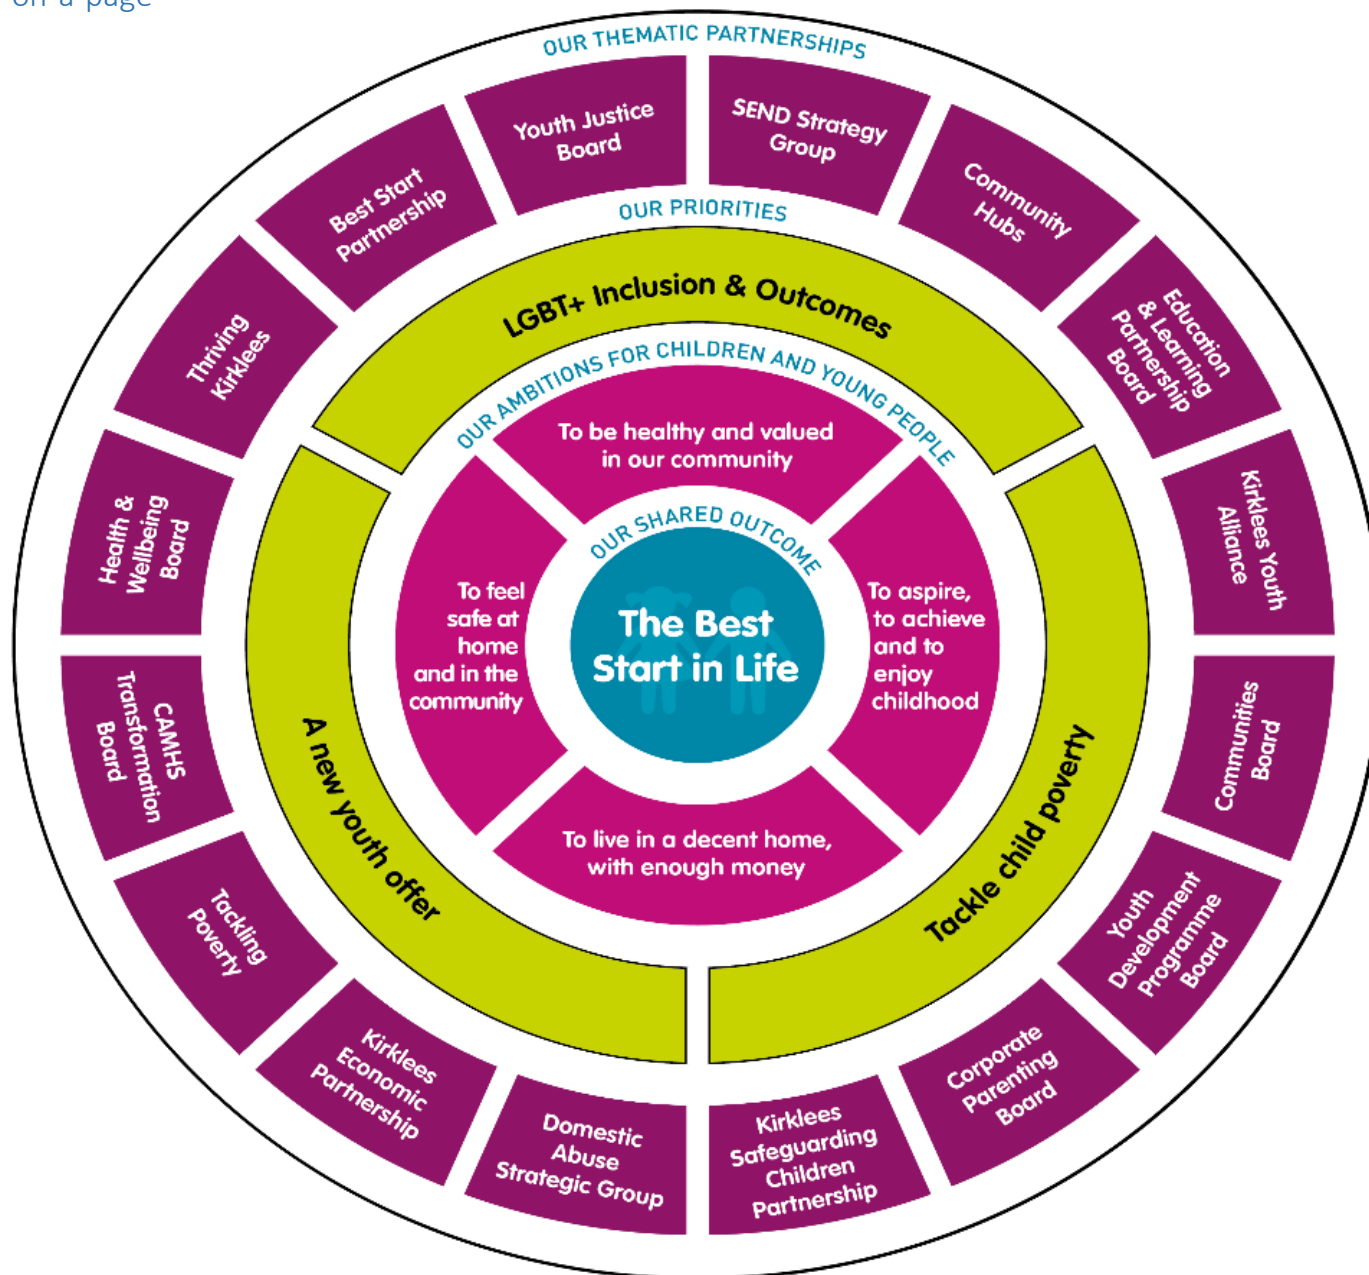 on a page
OUR THEMATIC PARTNERSHIPS
Youth Justice
Board
SEND Strategy
Group
Community
Hubs
Education
& Learning
Partnership
Board
Kirklees Youth
Alliance
Communities
Board
Youth
Development
Programme
Board
Corporate
Parenting
Board
Kirklees
Safeguarding
Children
Partnership
Domestic
Abuse
Strategic Group
Kirklees
Economic
Partnership
Tackling
Poverty
CAMHS
Transformation
Board
Health &
Wellbeing
Board
Thriving
Kirklees
Best Start
Partnership
OUR PRIORITIES
LGBT+ Inclusion & Outcomes
Tackle child poverty
A new youth offer
OUR AMBITIONS FOR CHILDREN AND YOUNG PEOPLE
To be healthy and valued
in our community
To aspire,
to achieve
and to
enjoy
childhood
To live in a decent home,
with enough money
To feel
safe at
home
and in the
community
OUR SHARED OUTCOME
The Best
Start in Life